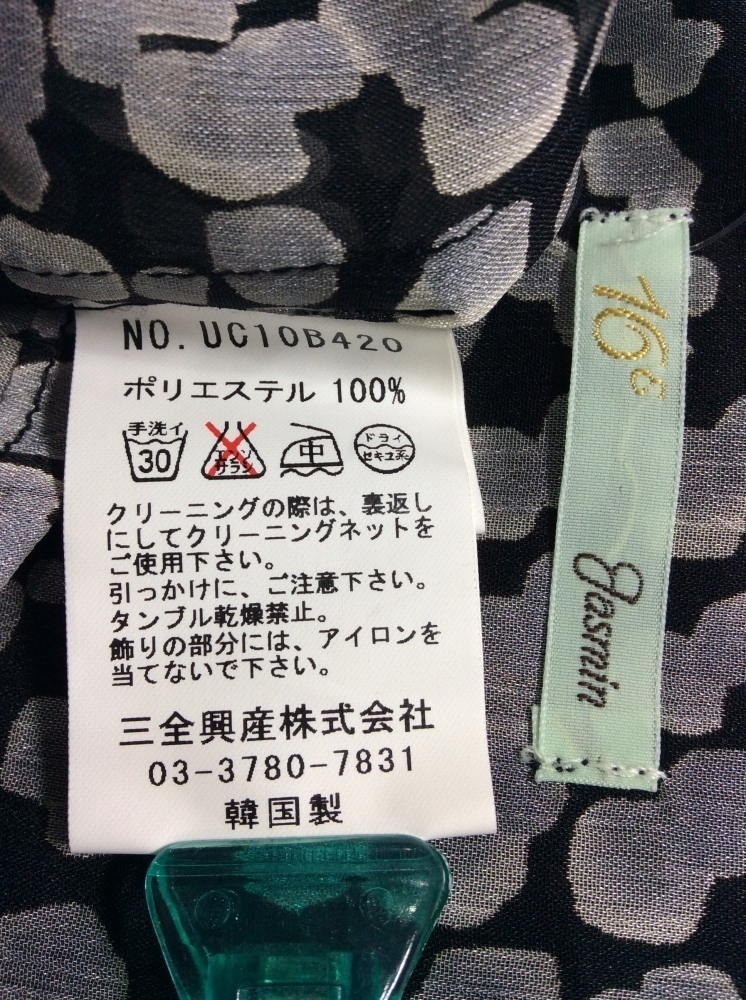 NO. UC10B420
ポリエステル 100%
手洗イ
30
エンソ
サラシ
中
ドライ
セキユ系
クリーニングの際は、裏返し
にしてクリーニングネットを
ご使用下さい。
引っかけに、ご注意下さい。
タンブル乾燥禁止。
飾りの部分には、アイロンを
当てないで下さい。
三全興産株式会社
03-3780-7831
韓国製
16c
Jasmin